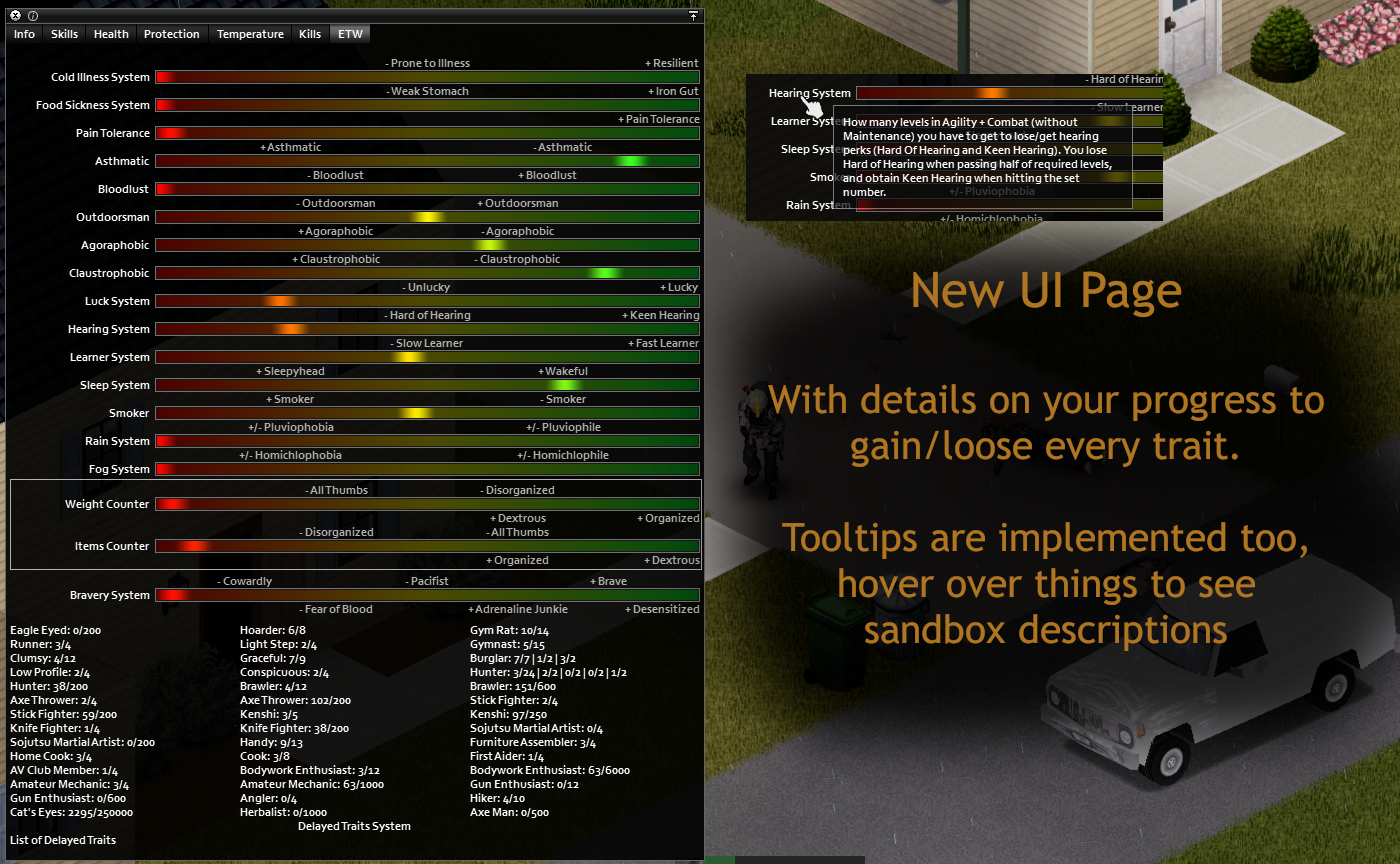 Info Skills Health Protection Temperature Kills ETW
- Prone to Illness + Resilient
Cold Illness System
- Weak Stomach + Iron Gut
Food Sickness System
+ Pain Tolerance
Pain Tolerance
+ Asthmatic - Asthmatic
Asthmatic
- Bloodlust + Bloodlust
Bloodlust
- Outdoorsman + Outdoorsman
Outdoorsman
+ Agoraphobic - Agoraphobic
Agoraphobic
+ Claustrophobic - Claustrophobic
Claustrophobic
- Unlucky + Lucky
Luck System
- Hard of Hearing + Keen Hearing
Hearing System
- Slow Learner + Fast Learner
Learner System
+ Sleepyhead + Wakeful
Sleep System
+ Smoker - Smoker
Smoker
+/- Pluviophobia +/- Pluviophile
Rain System
+/- Homichlophobia +/- Homichlophile
Fog System
- All Thumbs - Disorganized
Weight Counter
+ Dextrous + Organized
- Disorganized - All Thumbs
Items Counter
+ Organized + Dextrous
- Cowardly - Pacifist + Brave
Bravery System
- Fear of Blood + Adrenaline Junkie + Desensitized
Eagle Eyed: 0/200 Hoarder: 6/8 Gym Rat: 10/14
Runner: 3/4 Light Step: 2/4 Gymnast: 5/15
Clumsy: 4/12 Graceful: 7/9 Burglar: 7/7 | 1/2 | 3/2
Low Profile: 2/4 Conspicuous: 2/4 Hunter: 3/24 | 2/2 | 0/2 | 0/2 | 1/2
Hunter: 38/200 Brawler: 4/12 Brawler: 151/600
Axe Thrower: 2/4 Axe Thrower: 102/200 Stick Fighter: 2/4
Stick Fighter: 59/200 Kenshi: 3/5 Kenshi: 97/250
Knife Fighter: 1/4 Knife Fighter: 38/200 Sojutsu Martial Artist: 0/4
Sojutsu Martial Artist: 0/200 Handy: 9/13 Furniture Assembler: 3/4
Home Cook: 3/4 Cook: 3/8 First Aider: 1/4
AV Club Member: 1/4 Bodywork Enthusiast: 3/12 Bodywork Enthusiast: 63/6000
Amateur Mechanic: 3/4 Amateur Mechanic: 63/1000 Gun Enthusiast: 0/12
Gun Enthusiast: 0/600 Angler: 0/4 Hiker: 4/10
Cat's Eyes: 2295/250000 Herbalist: 0/1000 Axe Man: 0/500
Delayed Traits System
List of Delayed Traits
- Hard of Hearin
Hearing System
- Slow Learner
Learner Syste
How many levels in Agility + Combat (without
Maintenance) you have to get to lose/get hearing
Sleep Syste
perks (Hard Of Hearing and Keen Hearing). You lose
Hard of Hearing when passing half of required levels,
Smoke
and obtain Keen Hearing when hitting the set
number.
+/- Pluviophobia
Rain System
+/- Homichlophobia
New UI Page
With details on your progress to
gain/loose every trait.
Tooltips are implemented too,
hover over things to see
sandbox descriptions